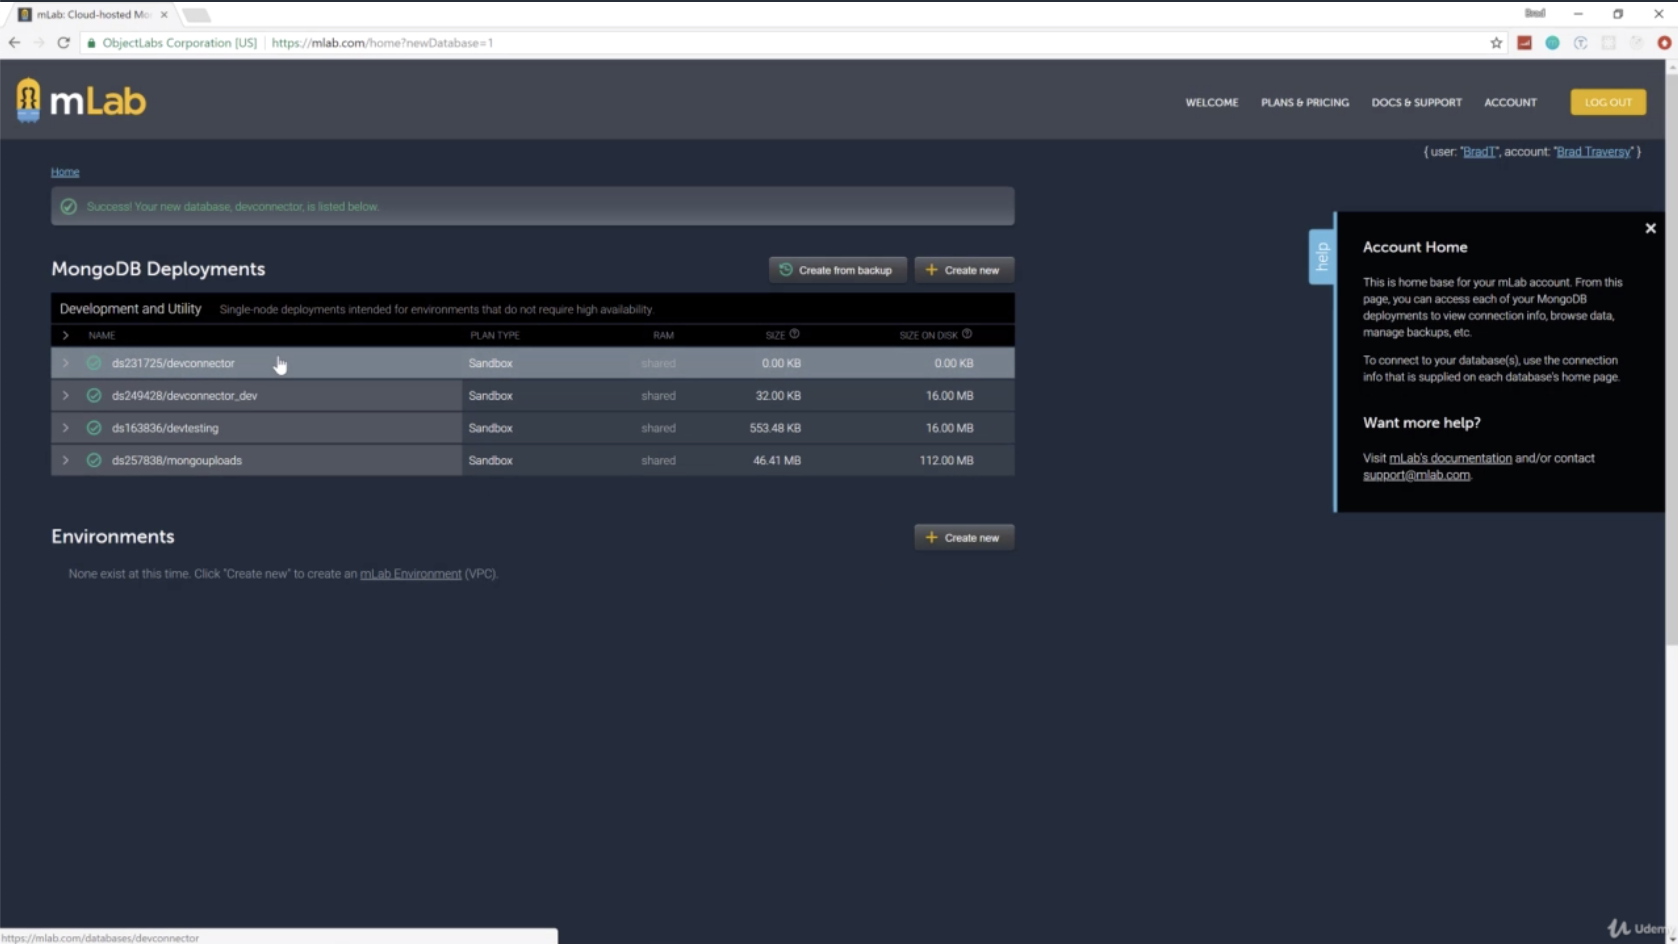 mLab: Cloud-hosted Mo
Brad
ObjectLabs Corporation [US] https://mlab.com/home?newDatabase=1
mLab
WELCOME PLANS & PRICING DOCS & SUPPORT ACCOUNT LOG OUT
{ user: "BradT", account: "Brad Traversy" }
Home
Success! Your new database, devconnector, is listed below.
MongoDB Deployments
Create from backup
Create new
Development and Utility Single-node deployments intended for environments that do not require high availability.
NAME PLAN TYPE RAM SIZE SIZE ON DISK
ds231725/devconnector Sandbox shared 0.00 KB 0.00 KB
ds249428/devconnector_dev Sandbox shared 32.00 KB 16.00 MB
ds163836/devtesting Sandbox shared 553.48 KB 16.00 MB
ds257838/mongouploads Sandbox shared 46.41 MB 112.00 MB
Environments
Create new
None exist at this time. Click "Create new" to create an mLab Environment (VPC).
help
Account Home
This is home base for your mLab account. From this
page, you can access each of your MongoDB
deployments to view connection info, browse data,
manage backups, etc.
To connect to your database(s), use the connection
info that is supplied on each database's home page.
Want more help?
Visit mLab's documentation and/or contact
support@mlab.com.
https://mlab.com/databases/devconnector
Udem